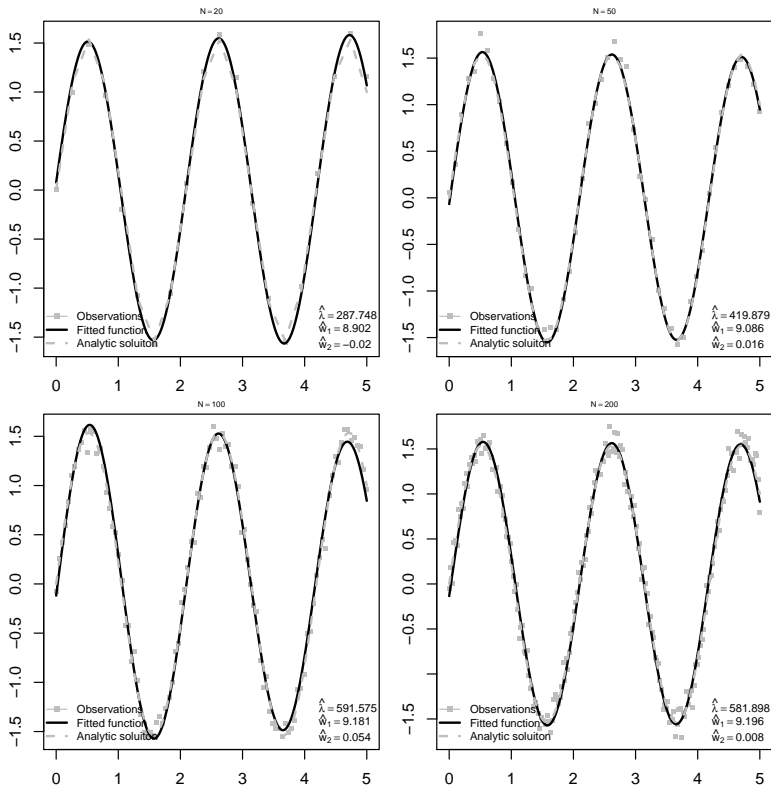 N = 20
1.5
1.0
0.5
0.0
−0.5
−1.0
−1.5
Observations
Fitted function
Analytic soluiton
λ̂ = 287.748
ŵ₁ = 8.902
ŵ₂ = −0.02
0 1 2 3 4 5
N = 50
1.5
1.0
0.5
0.0
−0.5
−1.0
−1.5
Observations
Fitted function
Analytic soluiton
λ̂ = 419.879
ŵ₁ = 9.086
ŵ₂ = 0.016
0 1 2 3 4 5
N = 100
1.5
1.0
0.5
0.0
−0.5
−1.0
−1.5
Observations
Fitted function
Analytic soluiton
λ̂ = 591.575
ŵ₁ = 9.181
ŵ₂ = 0.054
0 1 2 3 4 5
N = 200
1.5
1.0
0.5
0.0
−0.5
−1.0
−1.5
Observations
Fitted function
Analytic soluiton
λ̂ = 581.898
ŵ₁ = 9.196
ŵ₂ = 0.008
0 1 2 3 4 5